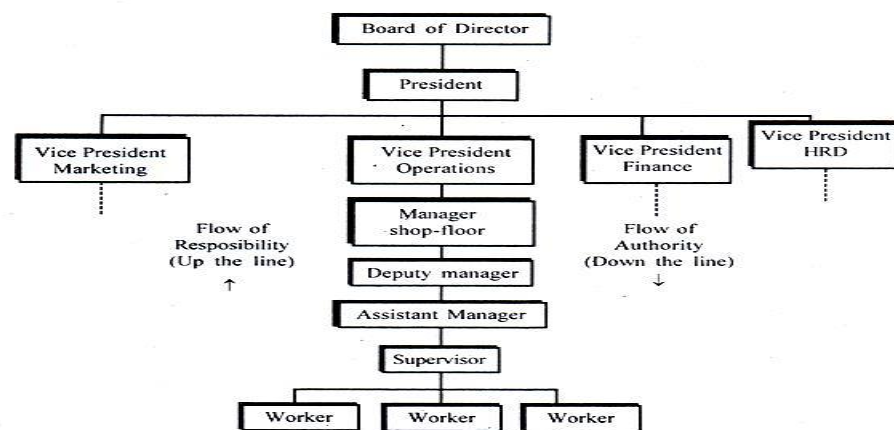 Board of Director
President
Vice President
Marketing
Vice President
Operations
Vice President
Finance
Vice President
HRD
Manager
shop-floor
Flow of
Resposibility
(Up the line)
↑
Flow of
Authority
(Down the line)
↓
Deputy manager
Assistant Manager
Supervisor
Worker
Worker
Worker